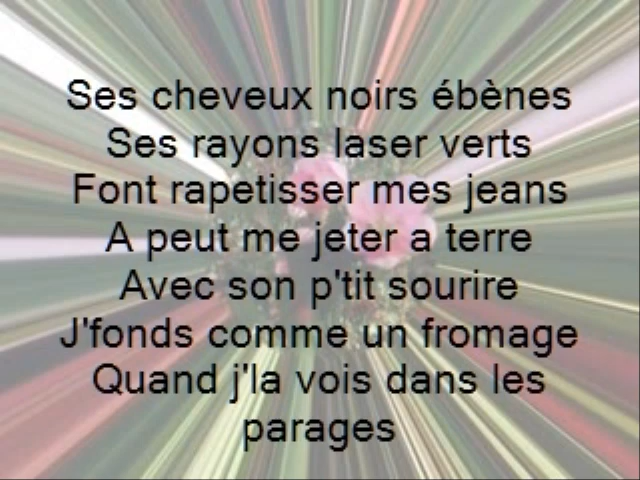 Ses cheveux noirs ébènes
Ses rayons laser verts
Font rapetisser mes jeans
A peut me jeter a terre
Avec son p'tit sourire
J'fonds comme un fromage
Quand j'la vois dans les
parages